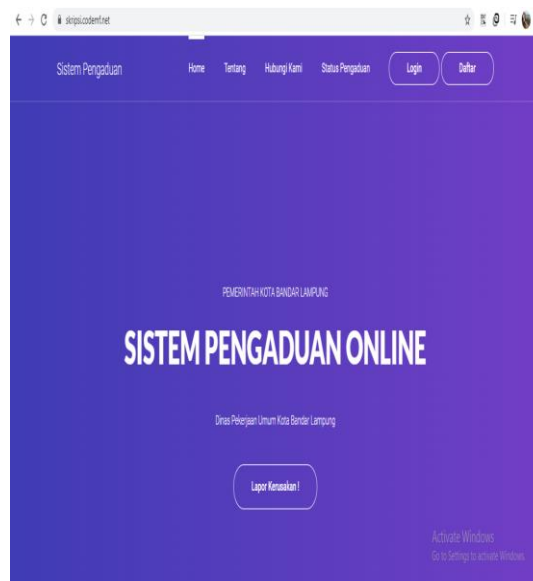 skripsi.codemf.net
Sistem Pengaduan Home Tentang Hubungi Kami Status Pengaduan Login Daftar
PEMERINTAH KOTA BANDAR LAMPUNG
SISTEM PENGADUAN ONLINE
Dinas Pekerjaan Umum Kota Bandar Lampung
Lapor Kerusakan !
Activate Windows
Go to Settings to activate Windows.